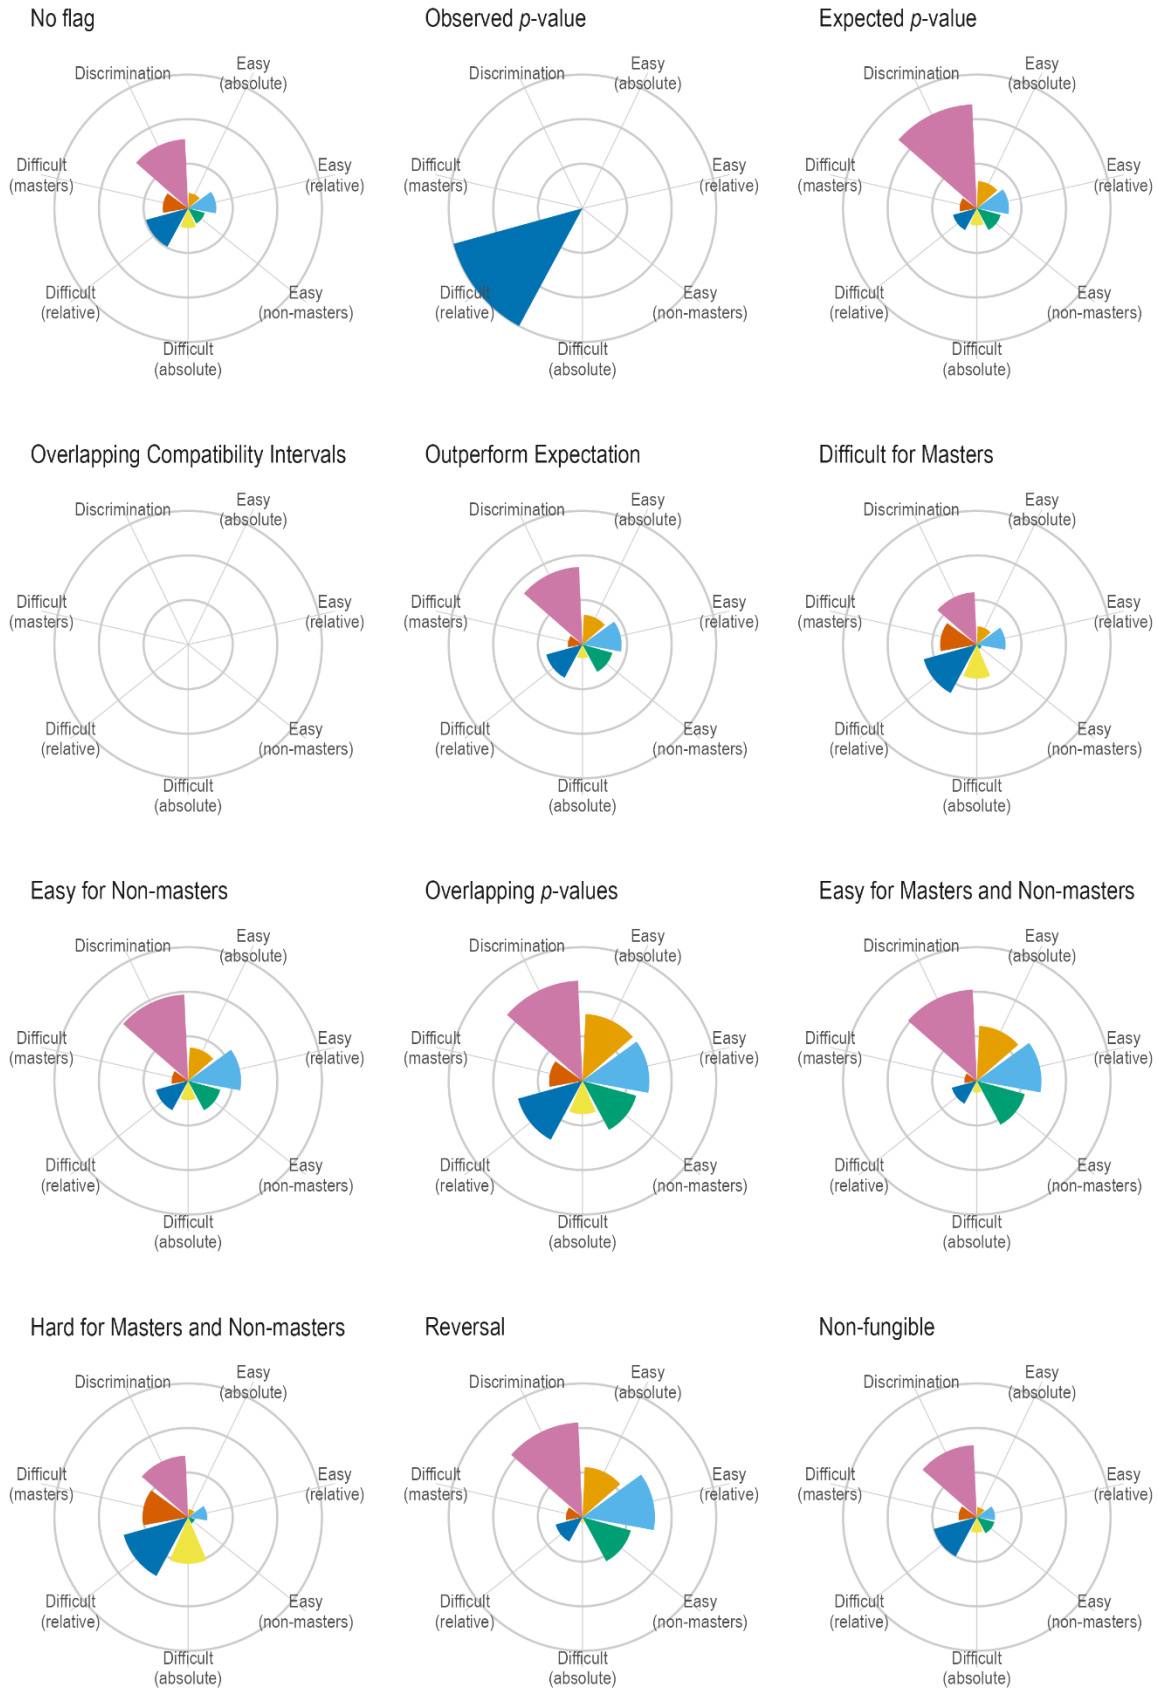 No flag
Discrimination
Easy
(absolute)
Easy
(relative)
Easy
(non-masters)
Difficult
(absolute)
Difficult
(relative)
Difficult
(masters)
Observed p-value
Discrimination
Easy
(absolute)
Easy
(relative)
Easy
(non-masters)
Difficult
(absolute)
Difficult
(relative)
Difficult
(masters)
Expected p-value
Discrimination
Easy
(absolute)
Easy
(relative)
Easy
(non-masters)
Difficult
(absolute)
Difficult
(relative)
Difficult
(masters)
Overlapping Compatibility Intervals
Discrimination
Easy
(absolute)
Easy
(relative)
Easy
(non-masters)
Difficult
(absolute)
Difficult
(relative)
Difficult
(masters)
Outperform Expectation
Discrimination
Easy
(absolute)
Easy
(relative)
Easy
(non-masters)
Difficult
(absolute)
Difficult
(relative)
Difficult
(masters)
Difficult for Masters
Discrimination
Easy
(absolute)
Easy
(relative)
Easy
(non-masters)
Difficult
(absolute)
Difficult
(relative)
Difficult
(masters)
Easy for Non-masters
Discrimination
Easy
(absolute)
Easy
(relative)
Easy
(non-masters)
Difficult
(absolute)
Difficult
(relative)
Difficult
(masters)
Overlapping p-values
Discrimination
Easy
(absolute)
Easy
(relative)
Easy
(non-masters)
Difficult
(absolute)
Difficult
(relative)
Difficult
(masters)
Easy for Masters and Non-masters
Discrimination
Easy
(absolute)
Easy
(relative)
Easy
(non-masters)
Difficult
(absolute)
Difficult
(relative)
Difficult
(masters)
Hard for Masters and Non-masters
Discrimination
Easy
(absolute)
Easy
(relative)
Easy
(non-masters)
Difficult
(absolute)
Difficult
(relative)
Difficult
(masters)
Reversal
Discrimination
Easy
(absolute)
Easy
(relative)
Easy
(non-masters)
Difficult
(absolute)
Difficult
(relative)
Difficult
(masters)
Non-fungible
Discrimination
Easy
(absolute)
Easy
(relative)
Easy
(non-masters)
Difficult
(absolute)
Difficult
(relative)
Difficult
(masters)